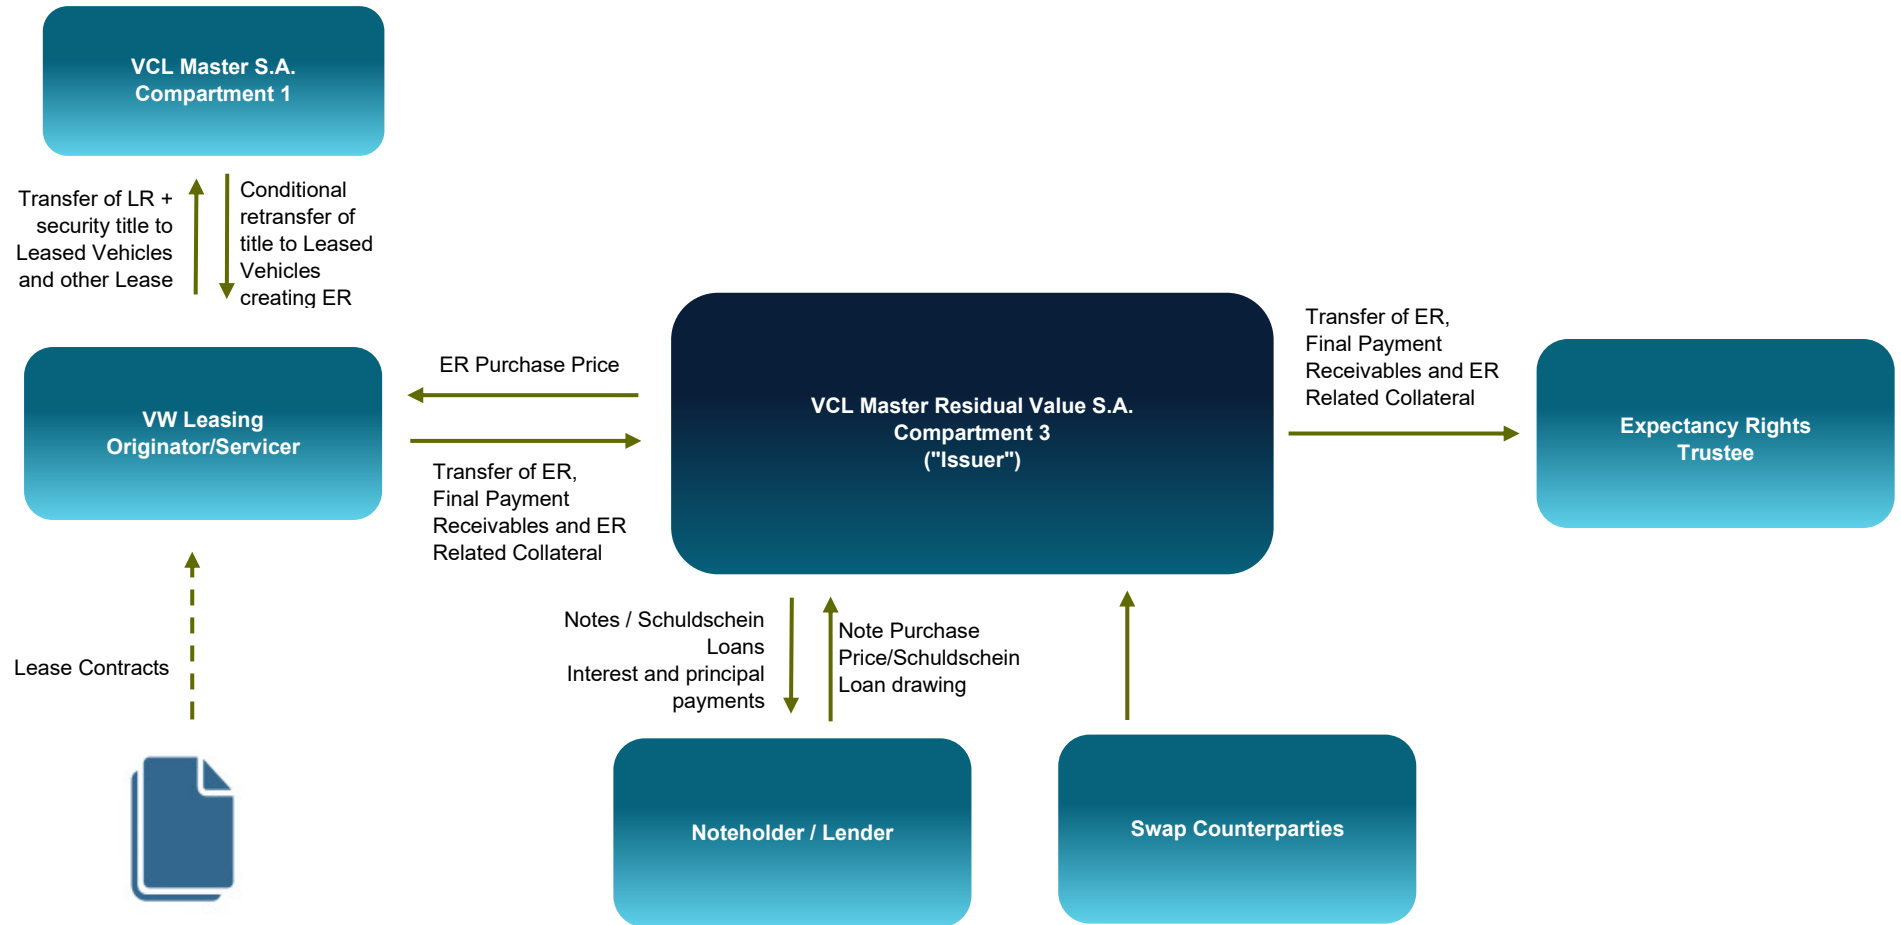 VCL Master S.A.
Compartment 1
Transfer of LR +
security title to
Leased Vehicles
and other Lease
Conditional
retransfer of
title to Leased
Vehicles
creating ER
VW Leasing
Originator/Servicer
ER Purchase Price
Transfer of ER,
Final Payment
Receivables and ER
Related Collateral
VCL Master Residual Value S.A.
Compartment 3
("Issuer")
Transfer of ER,
Final Payment
Receivables and ER
Related Collateral
Expectancy Rights
Trustee
Lease Contracts
Notes / Schuldschein
Loans
Interest and principal
payments
Note Purchase
Price/Schuldschein
Loan drawing
Noteholder / Lender
Swap Counterparties